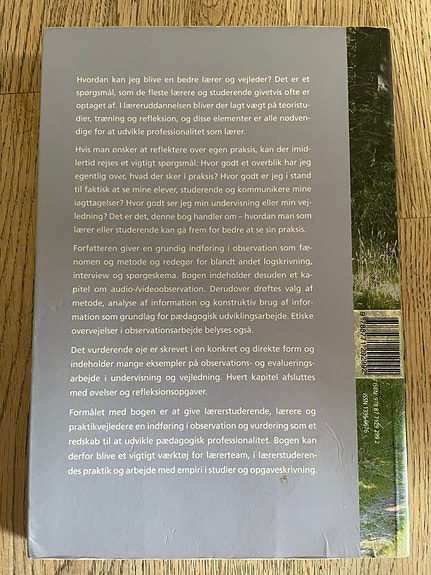 Hvordan kan jeg blive en bedre lærer og vejleder? Det er et
spørgsmål, som de fleste lærere og studerende givetvis ofte er
optaget af. I læreruddannelsen bliver der lagt vægt på teoristu-
dier, træning og refleksion, og disse elementer er alle nødven-
dige for at udvikle professionalitet som lærer.
Hvis man ønsker at reflektere over egen praksis, kan der imid-
lertid rejses et vigtigt spørgsmål: Hvor godt et overblik har jeg
egentlig over, hvad der sker i praksis? Hvor godt er jeg i stand
til faktisk at se mine elever, studerende og kommunikere mine
iagttagelser? Hvor godt ser jeg min undervisning eller min vej-
ledning? Det er det, denne bog handler om – hvordan man som
lærer eller studerende kan gå frem for bedre at se sin praksis.
Forfatteren giver en grundig indføring i observation som fæ-
nomen og metode og redegør for blandt andet logskrivning,
interview og spørgeskema. Bogen indeholder desuden et ka-
pitel om audio-/videoobservation. Derudover drøftes valg af
metode, analyse af information og konstruktiv brug af infor-
mation som grundlag for pædagogisk udviklingsarbejde. Etiske
overvejelser i observationsarbejde belyses også.
Det vurderende øje er skrevet i en konkret og direkte form og
indeholder mange eksempler på observations- og evaluerings-
arbejde i undervisning og vejledning. Hvert kapitel afsluttes
med øvelser og refleksionsopgaver.
Formålet med bogen er at give lærerstuderende, lærere og
praktikvejledere en indføring i observation og vurdering som et
redskab til at udvikle pædagogisk professionalitet. Bogen kan
derfor blive et vigtigt værktøj for lærerteam, i lærerstuderen-
des praktik og arbejde med empiri i studier og opgaveskrivning.
ISBN 978 87 7109 209 2